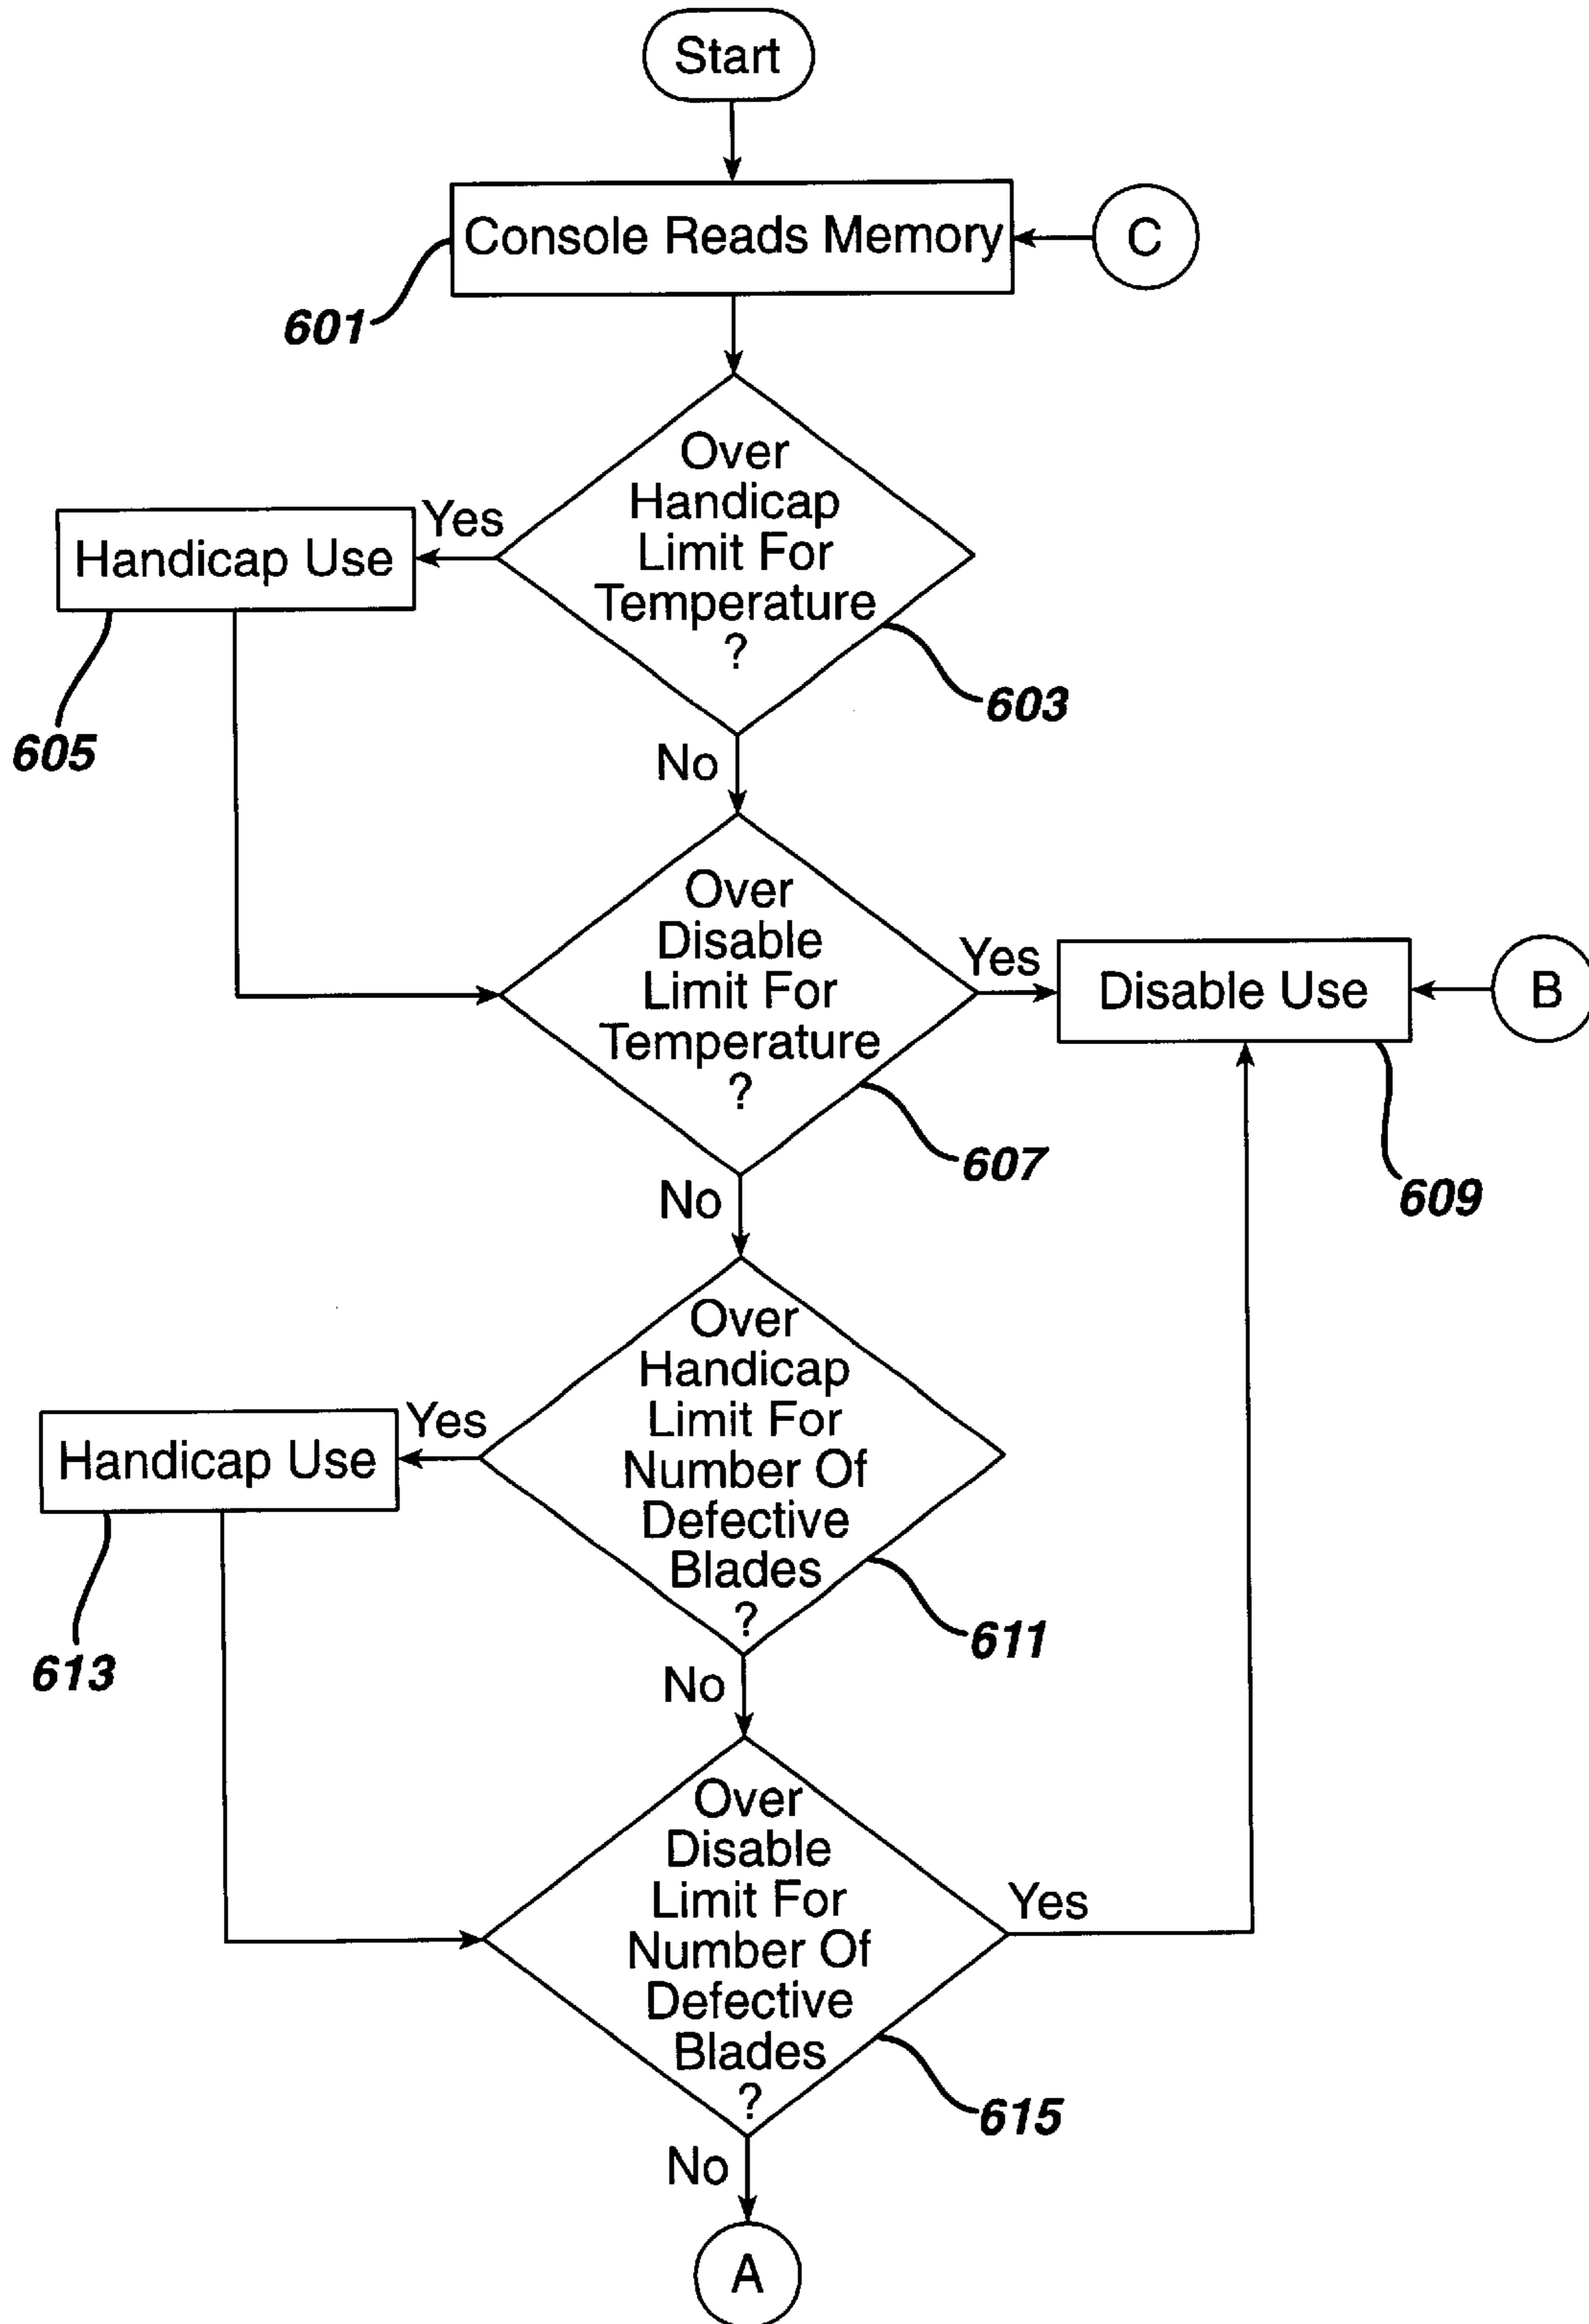 Start
Console Reads Memory
C
601
Over
Handicap
Limit For
Temperature
?
Yes
Handicap Use
603
605
No
Over
Disable
Limit For
Temperature
?
Yes
Disable Use
B
607
609
No
Over
Handicap
Limit For
Number Of
Defective
Blades
?
Yes
Handicap Use
611
613
No
Over
Disable
Limit For
Number Of
Defective
Blades
?
Yes
615
No
A